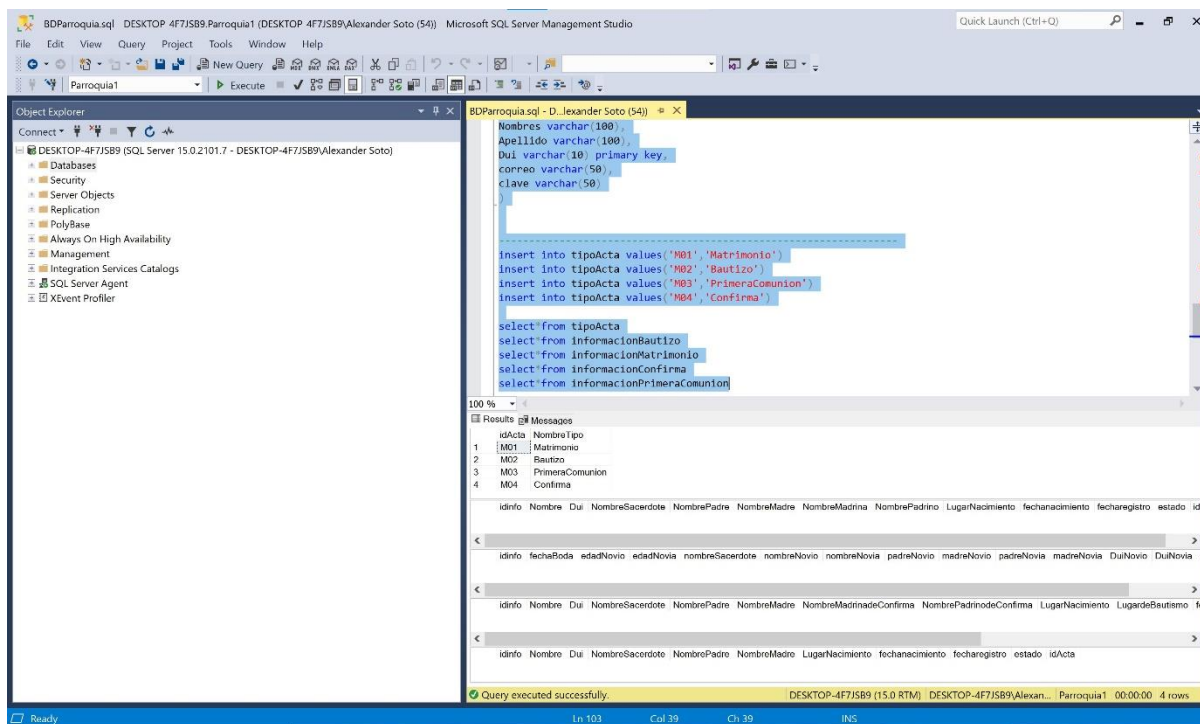 BDParroquia.sql DESKTOP 4F7JSB9.Parroquia1 (DESKTOP 4F7JSB9\Alexander Soto (54)) Microsoft SQL Server Management Studio
Quick Launch (Ctrl+Q)
File Edit View Query Project Tools Window Help
New Query
Parroquia1
Execute
Object Explorer
Connect
DESKTOP-4F7JSB9 (SQL Server 15.0.2101.7 - DESKTOP-4F7JSB9\Alexander Soto)
Databases
Security
Server Objects
Replication
PolyBase
Always On High Availability
Management
Integration Services Catalogs
SQL Server Agent
XEvent Profiler
BDParroquia.sql - D...lexander Soto (54))
Nombres varchar(100),
Apellido varchar(100),
Dui varchar(10) primary key,
correo varchar(50),
clave varchar(50)
)
insert into tipoActa values('M01','Matrimonio')
insert into tipoActa values('M02','Bautizo')
insert into tipoActa values('M03','PrimeraComunion')
insert into tipoActa values('M04','Confirma')
select*from tipoActa
select*from informacionBautizo
select*from informacionMatrimonio
select*from informacionConfirma
select*from informacionPrimeraComunion
100 %
Results Messages
idActa NombreTipo
1 M01 Matrimonio
2 M02 Bautizo
3 M03 PrimeraComunion
4 M04 Confirma
idinfo Nombre Dui NombreSacerdote NombrePadre NombreMadre NombreMadrina NombrePadrino LugarNacimiento fechanacimiento fecharegistro estado id
idinfo fechaBoda edadNovio edadNovia nombreSacerdote nombreNovio nombreNovia padreNovio madreNovio padreNovia madreNovia DuiNovio DuiNovia
idinfo Nombre Dui NombreSacerdote NombrePadre NombreMadre NombreMadrinadeConfirma NombrePadrinodeConfirma LugarNacimiento LugardeBautismo
idinfo Nombre Dui NombreSacerdote NombrePadre NombreMadre LugarNacimiento fechanacimiento fecharegistro estado idActa
Query executed successfully.
DESKTOP-4F7JSB9 (15.0 RTM) DESKTOP-4F7JSB9\Alexan... Parroquia1 00:00:00 4 rows
Ready
Ln 103 Col 39 Ch 39 INS